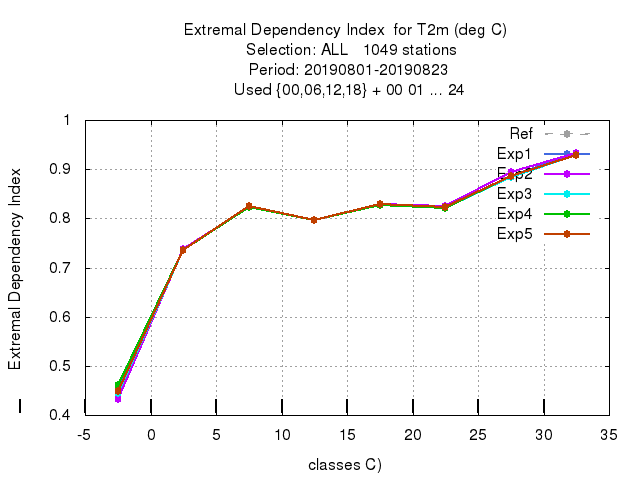 Extremal Dependency Index  for T2m (deg C)
Selection: ALL   1049 stations
Period: 20190801-20190823
Used {00,06,12,18} + 00 01 ... 24
Extremal Dependency Index
1
0.9
0.8
0.7
0.6
0.5
0.4
Ref
Exp1
Exp2
Exp3
Exp4
Exp5
-5 0 5 10 15 20 25 30 35
classes C)